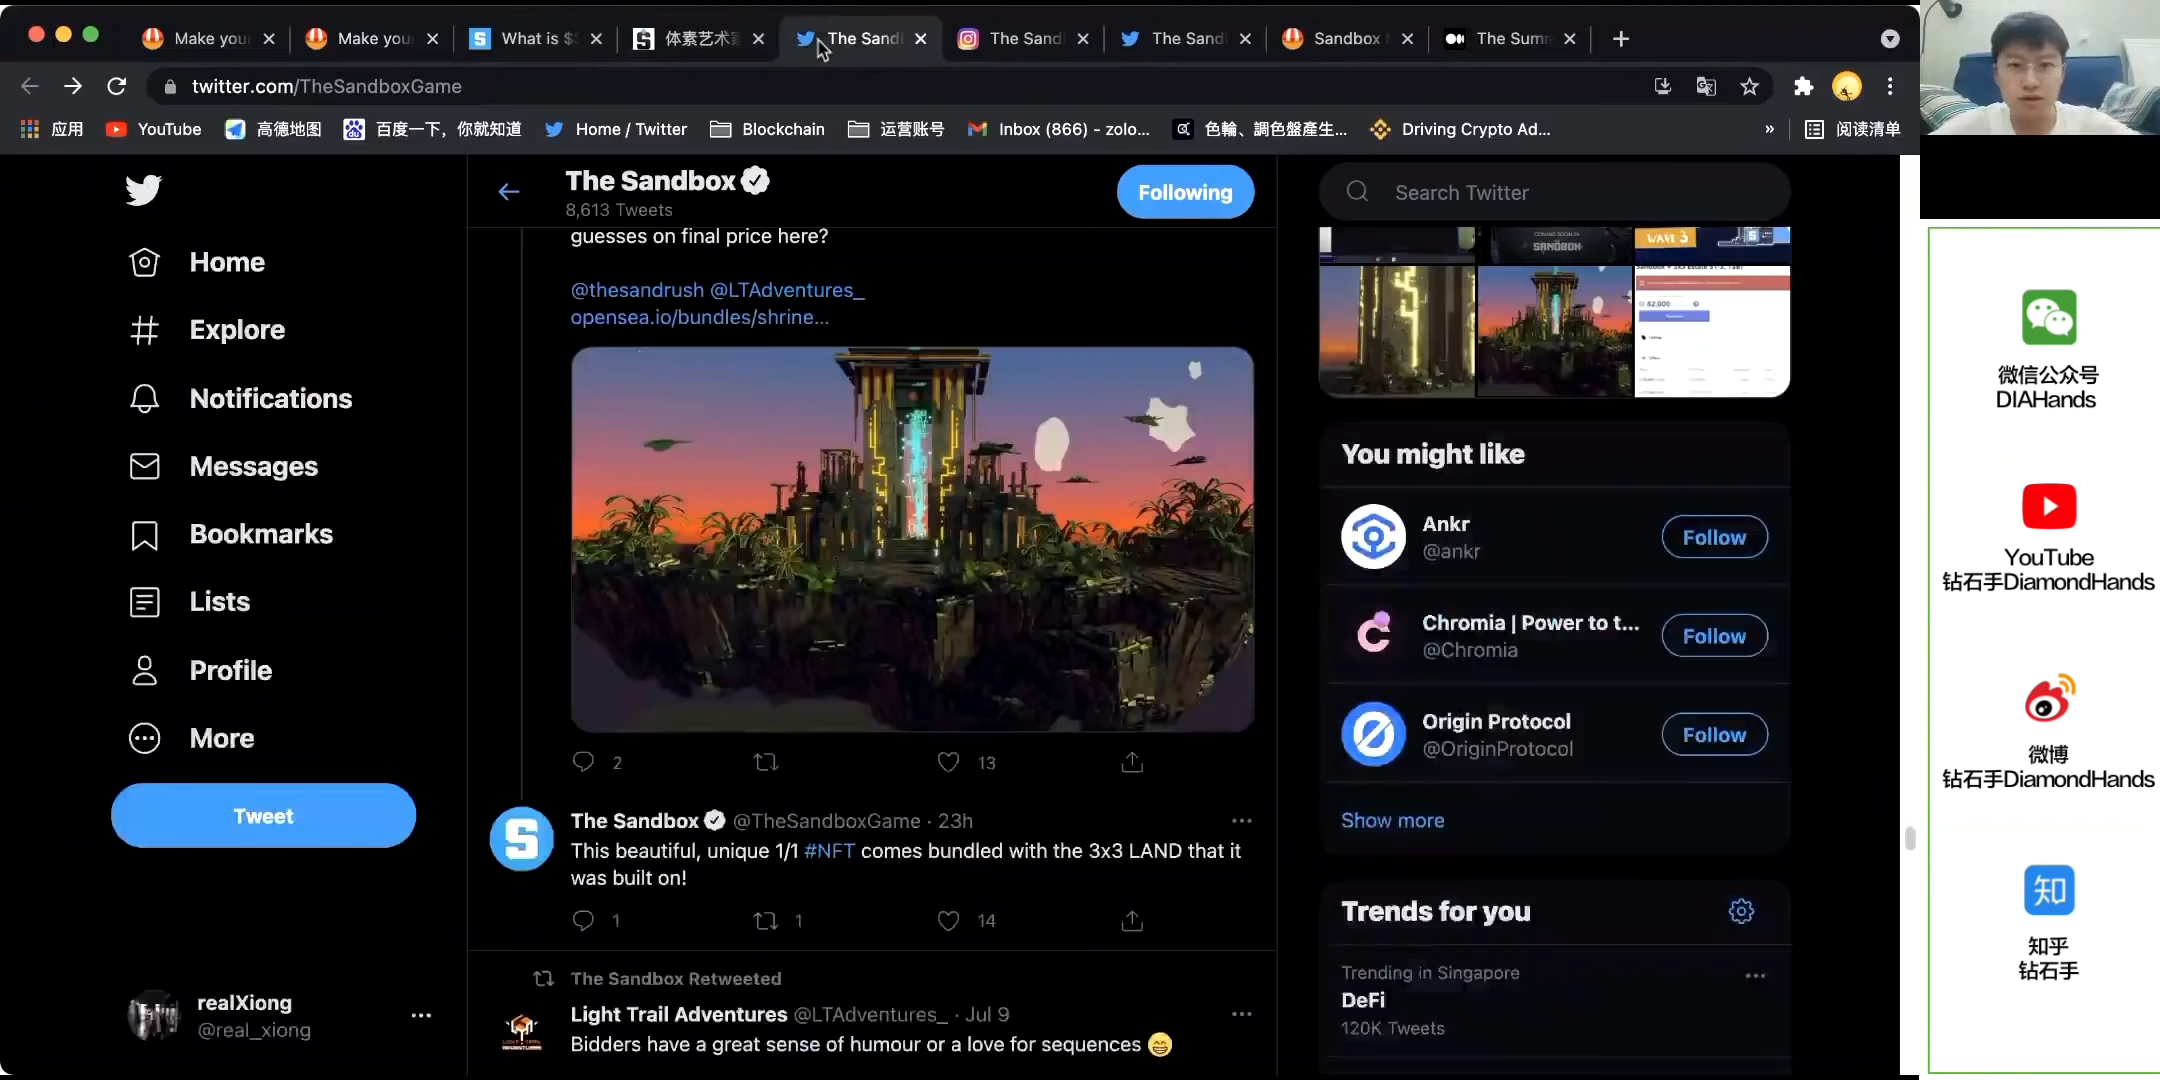 Make you
Make you
What is $
体素艺术
The Sand
The Sand
The Sand
Sandbox
The Sum
twitter.com/TheSandboxGame
应用
YouTube
高德地图
百度一下，你就知道
Home / Twitter
Blockchain
运营账号
Inbox (866) - zolo...
色輪、調色盤產生...
Driving Crypto Ad...
»
阅读清单
Home
Explore
Notifications
Messages
Bookmarks
Lists
Profile
More
Tweet
realXiong
@real_xiong
The Sandbox
8,613 Tweets
Following
guesses on final price here?
@thesandrush @LTAdventures_
opensea.io/bundles/shrine...
2
13
The Sandbox @TheSandboxGame · 23h
This beautiful, unique 1/1 #NFT comes bundled with the 3x3 LAND that it
was built on!
1
1
14
The Sandbox Retweeted
Light Trail Adventures @LTAdventures_ · Jul 9
Bidders have a great sense of humour or a love for sequences 😁
Search Twitter
COMING SOON IN
SANDBOX
WAVE 3
82,000
You might like
Ankr
@ankr
Follow
Chromia | Power to t...
@Chromia
Follow
Origin Protocol
@OriginProtocol
Follow
Show more
Trends for you
Trending in Singapore
DeFi
120K Tweets
微信公众号
DIAHands
YouTube
钻石手DiamondHands
微博
钻石手DiamondHands
知
知乎
钻石手